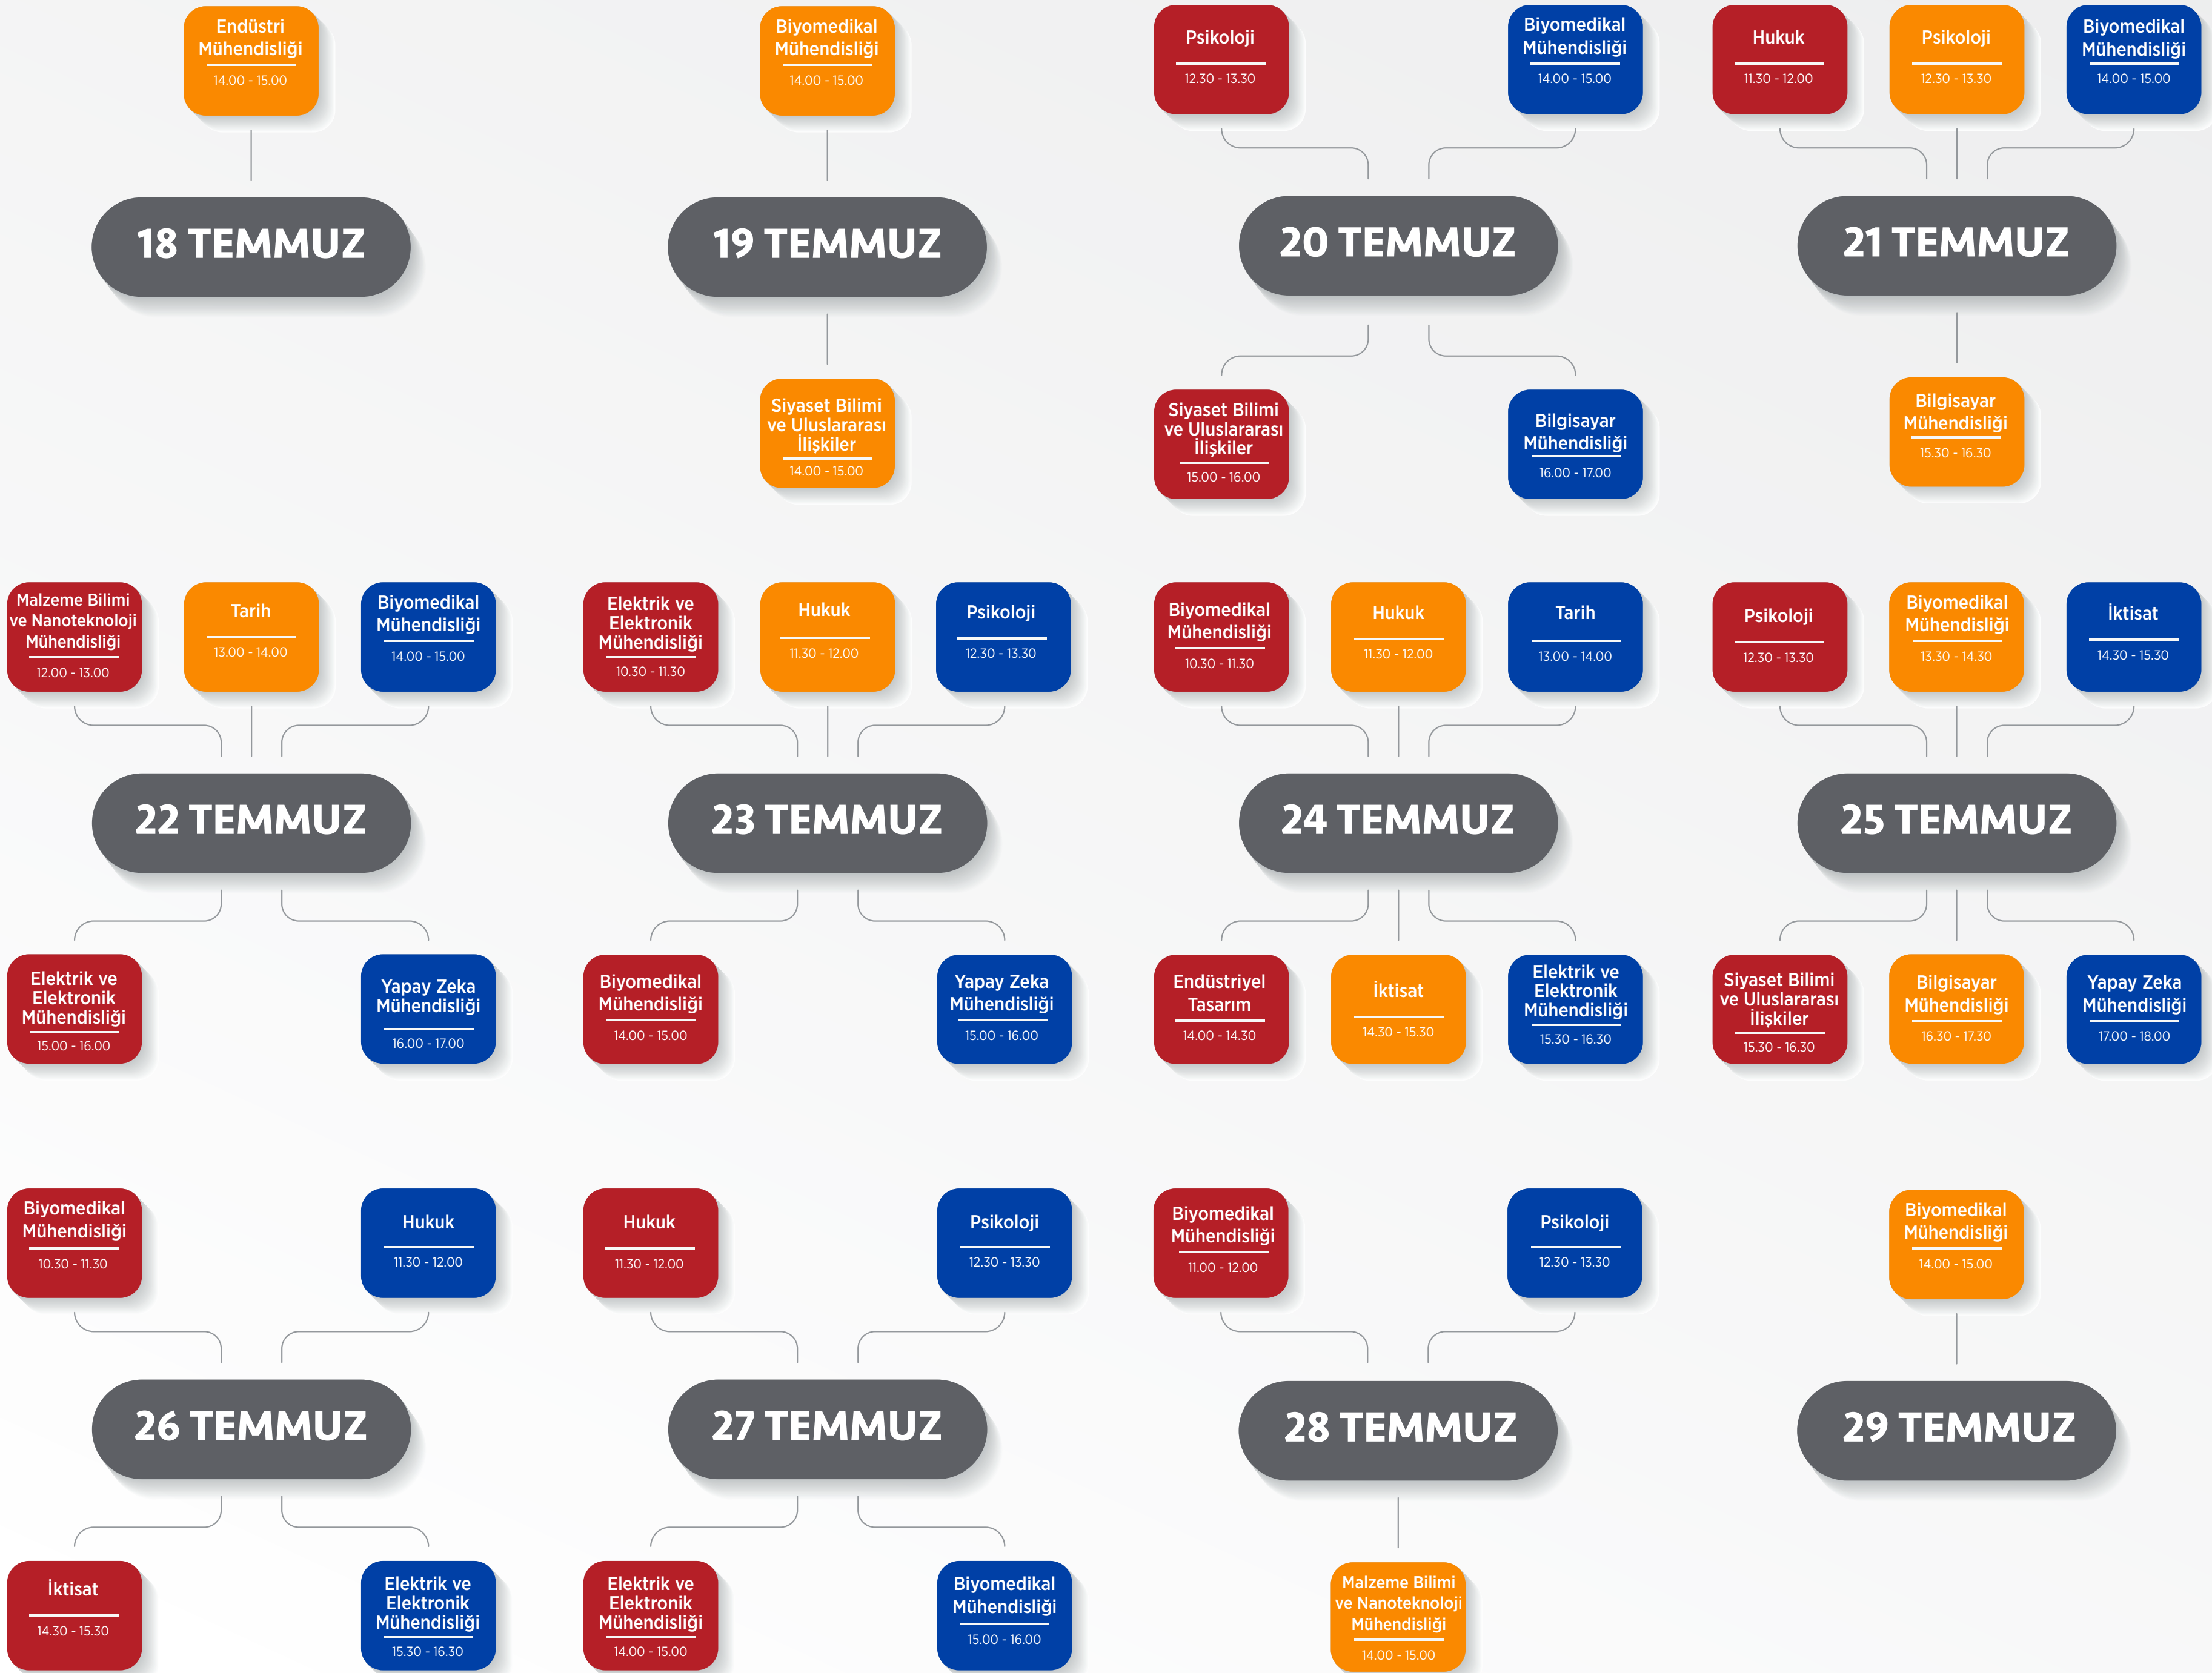 Endüstri
Mühendisliği
14.00 - 15.00
18 TEMMUZ
Biyomedikal
Mühendisliği
14.00 - 15.00
19 TEMMUZ
Siyaset Bilimi
ve Uluslararası
İlişkiler
14.00 - 15.00
Psikoloji
12.30 - 13.30
Biyomedikal
Mühendisliği
14.00 - 15.00
20 TEMMUZ
Siyaset Bilimi
ve Uluslararası
İlişkiler
15.00 - 16.00
Bilgisayar
Mühendisliği
16.00 - 17.00
Hukuk
11.30 - 12.00
Psikoloji
12.30 - 13.30
Biyomedikal
Mühendisliği
14.00 - 15.00
21 TEMMUZ
Bilgisayar
Mühendisliği
15.30 - 16.30
Malzeme Bilimi
ve Nanoteknoloji
Mühendisliği
12.00 - 13.00
Tarih
13.00 - 14.00
Biyomedikal
Mühendisliği
14.00 - 15.00
22 TEMMUZ
Elektrik ve
Elektronik
Mühendisliği
15.00 - 16.00
Yapay Zeka
Mühendisliği
16.00 - 17.00
Elektrik ve
Elektronik
Mühendisliği
10.30 - 11.30
Hukuk
11.30 - 12.00
Psikoloji
12.30 - 13.30
23 TEMMUZ
Biyomedikal
Mühendisliği
14.00 - 15.00
Yapay Zeka
Mühendisliği
15.00 - 16.00
Biyomedikal
Mühendisliği
10.30 - 11.30
Hukuk
11.30 - 12.00
Tarih
13.00 - 14.00
24 TEMMUZ
Endüstriyel
Tasarım
14.00 - 14.30
İktisat
14.30 - 15.30
Elektrik ve
Elektronik
Mühendisliği
15.30 - 16.30
Psikoloji
12.30 - 13.30
Biyomedikal
Mühendisliği
13.30 - 14.30
İktisat
14.30 - 15.30
25 TEMMUZ
Siyaset Bilimi
ve Uluslararası
İlişkiler
15.30 - 16.30
Bilgisayar
Mühendisliği
16.30 - 17.30
Yapay Zeka
Mühendisliği
17.00 - 18.00
Biyomedikal
Mühendisliği
10.30 - 11.30
Hukuk
11.30 - 12.00
26 TEMMUZ
İktisat
14.30 - 15.30
Elektrik ve
Elektronik
Mühendisliği
15.30 - 16.30
Hukuk
11.30 - 12.00
Psikoloji
12.30 - 13.30
27 TEMMUZ
Elektrik ve
Elektronik
Mühendisliği
14.00 - 15.00
Biyomedikal
Mühendisliği
15.00 - 16.00
Biyomedikal
Mühendisliği
11.00 - 12.00
Psikoloji
12.30 - 13.30
28 TEMMUZ
Malzeme Bilimi
ve Nanoteknoloji
Mühendisliği
14.00 - 15.00
Biyomedikal
Mühendisliği
14.00 - 15.00
29 TEMMUZ